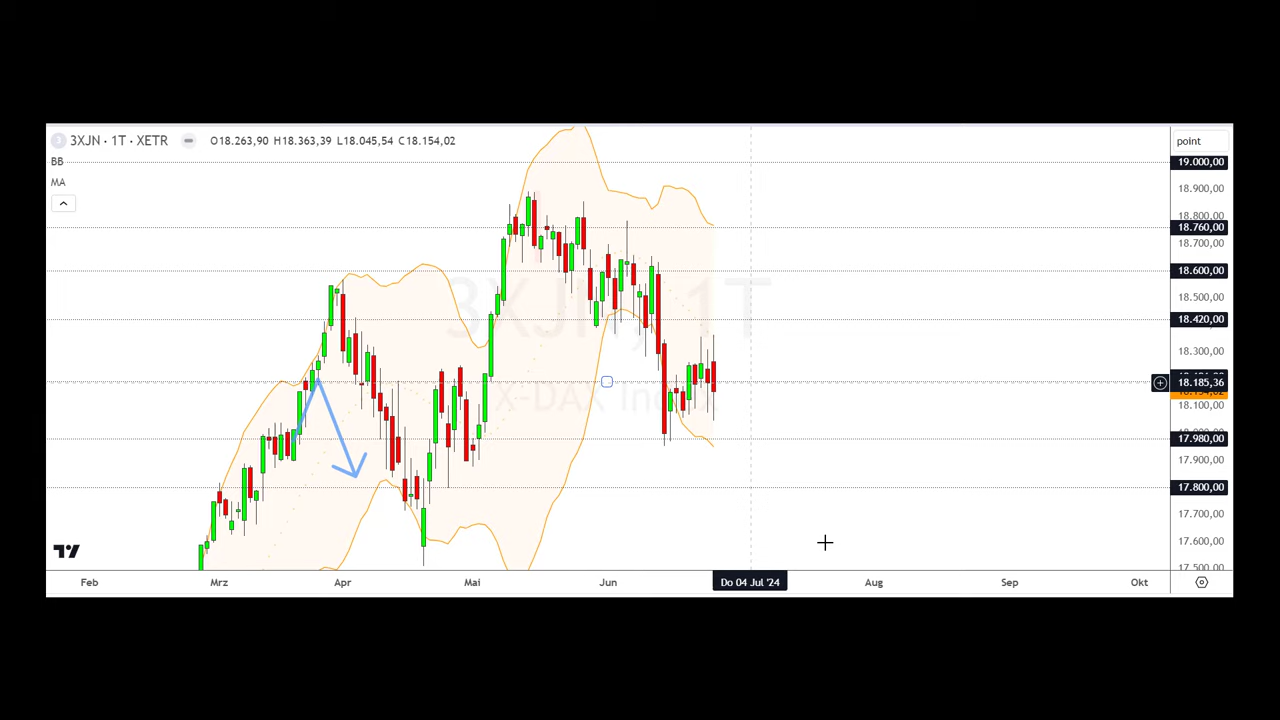 3XJN · 1T · XETR O18.263,90 H18.363,39 L18.045,54 C18.154,02
BB
MA
point
19.000,00
18.900,00
18.800,00
18.760,00
18.700,00
18.600,00
18.500,00
18.420,00
18.300,00
18.185,36
18.100,00
17.980,00
17.900,00
17.800,00
17.700,00
17.600,00
17.500,00
3XJN, 1T
X-DAX
Feb Mrz Apr Mai Jun Do 04 Jul '24 Aug Sep Okt